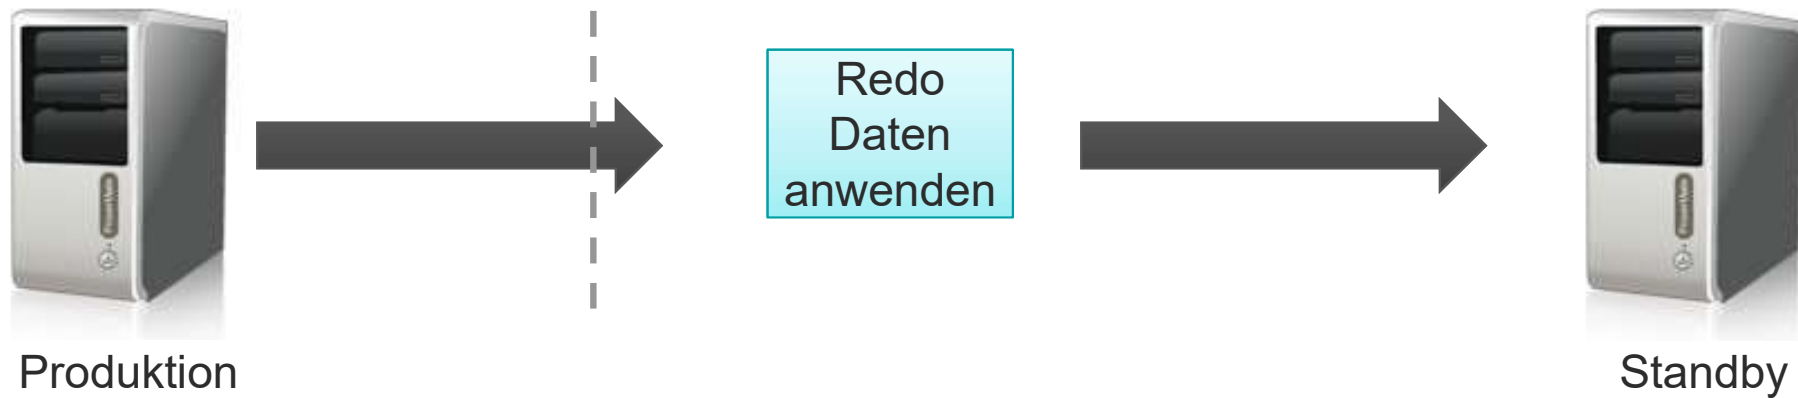 Redo
Daten
anwenden
Produktion
Standby